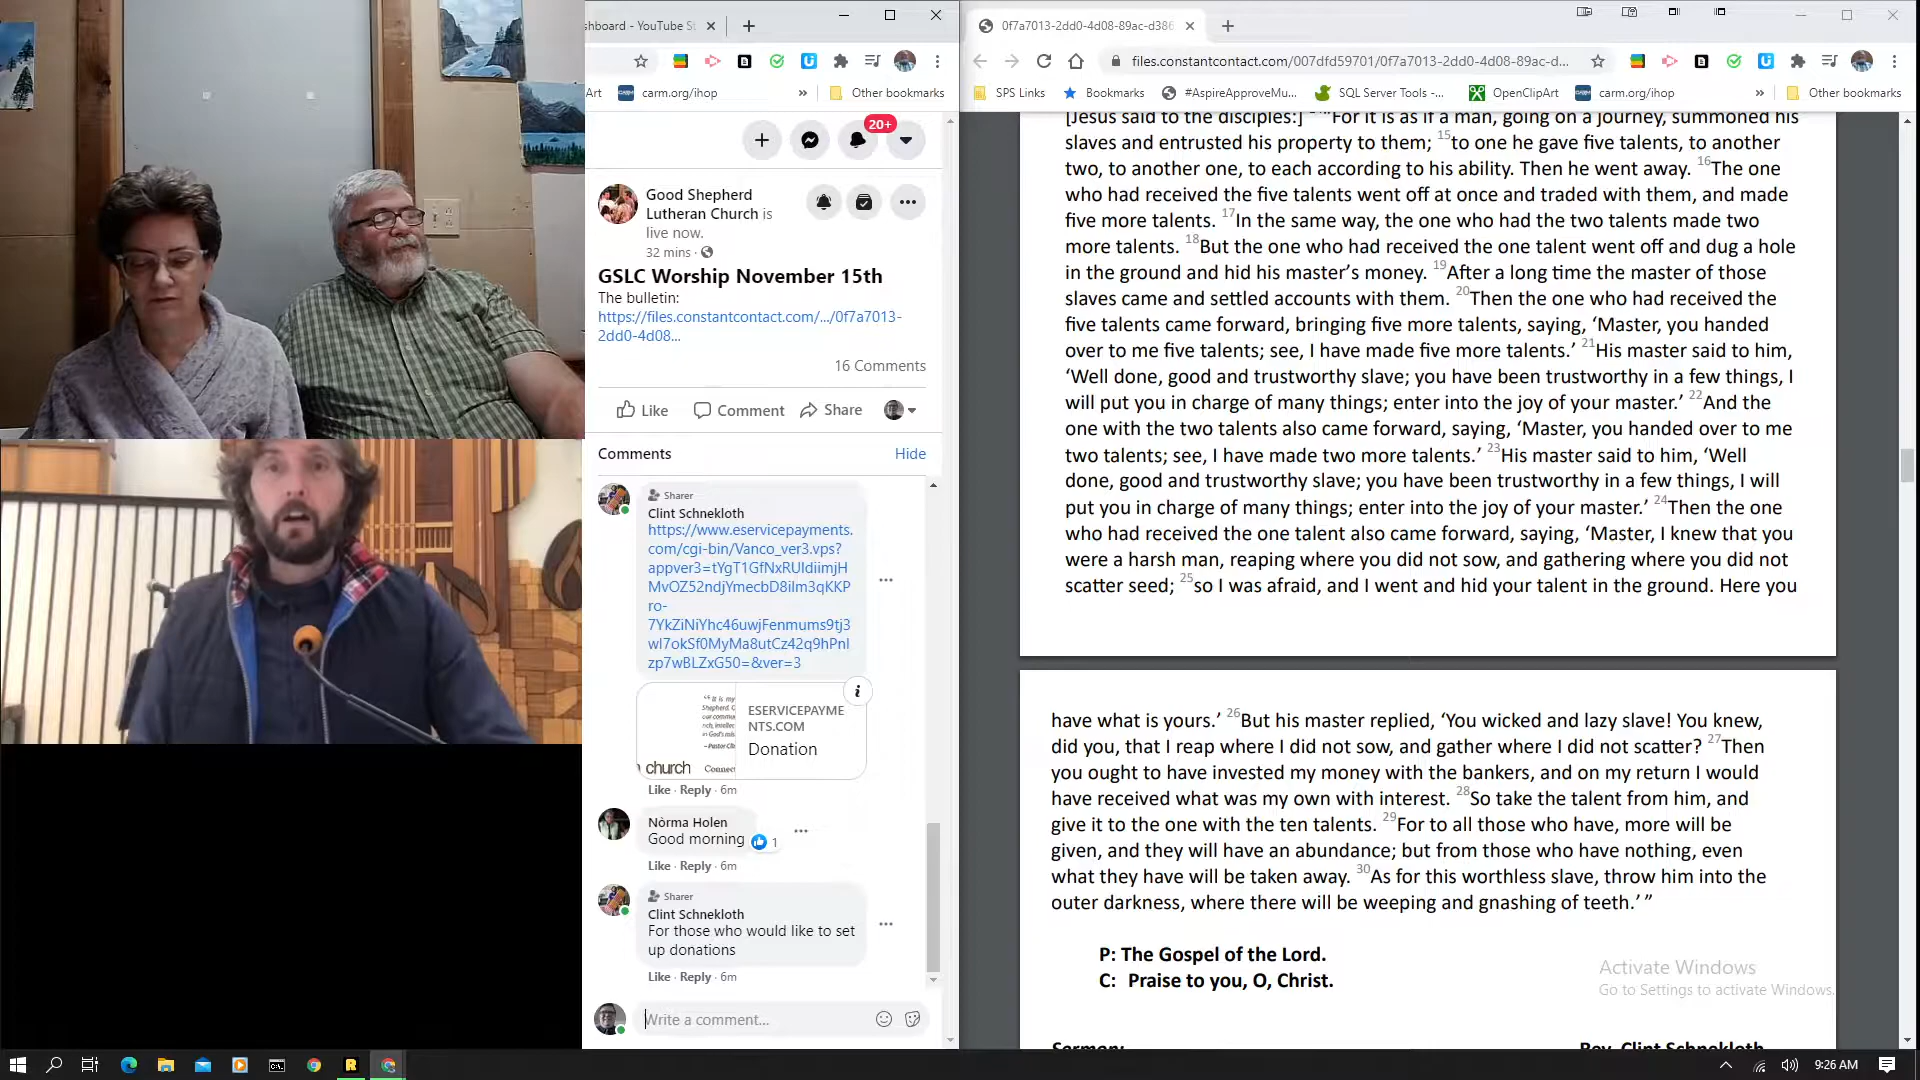 shboard - YouTube St
Art
carm.org/ihop
»
Other bookmarks
20+
Good Shepherd
Lutheran Church is
live now.
32 mins ·
GSLC Worship November 15th
The bulletin:
https://files.constantcontact.com/.../0f7a7013-
2dd0-4d08...
16 Comments
Like
Comment
Share
Comments
Hide
Sharer
Clint Schnekloth
https://www.eservicepayments.
com/cgi-bin/Vanco_ver3.vps?
ro-
zp7wBLZxG50=&ver=3
“It is my
Shepherd.
our commu
in God's mis
church
Connec
ESERVICEPAYME
NTS.COM
Donation
Like · Reply · 6m
Nòrma Holen
Good morning
1
Like · Reply · 6m
Sharer
Clint Schnekloth
For those who would like to set
up donations
Like · Reply · 6m
Write a comment...
0f7a7013-2dd0-4d08-89ac-d386
files.constantcontact.com/007dfd59701/0f7a7013-2dd0-4d08-89ac-d...
SPS Links
Bookmarks
#AspireApproveMu...
SQL Server Tools -...
OpenClipArt
carm.org/ihop
»
Other bookmarks
[Jesus said to the disciples:] “For it is as if a man, going on a journey, summoned his
slaves and entrusted his property to them; 15to one he gave five talents, to another
two, to another one, to each according to his ability. Then he went away. 16The one
who had received the five talents went off at once and traded with them, and made
five more talents. 17In the same way, the one who had the two talents made two
more talents. 18But the one who had received the one talent went off and dug a hole
in the ground and hid his master’s money. 19After a long time the master of those
slaves came and settled accounts with them. 20Then the one who had received the
five talents came forward, bringing five more talents, saying, ‘Master, you handed
over to me five talents; see, I have made five more talents.’ 21His master said to him,
‘Well done, good and trustworthy slave; you have been trustworthy in a few things, I
will put you in charge of many things; enter into the joy of your master.’ 22And the
one with the two talents also came forward, saying, ‘Master, you handed over to me
two talents; see, I have made two more talents.’ 23His master said to him, ‘Well
done, good and trustworthy slave; you have been trustworthy in a few things, I will
put you in charge of many things; enter into the joy of your master.’ 24Then the one
who had received the one talent also came forward, saying, ‘Master, I knew that you
were a harsh man, reaping where you did not sow, and gathering where you did not
scatter seed; 25so I was afraid, and I went and hid your talent in the ground. Here you
have what is yours.’ 26But his master replied, ‘You wicked and lazy slave! You knew,
did you, that I reap where I did not sow, and gather where I did not scatter? 27Then
you ought to have invested my money with the bankers, and on my return I would
have received what was my own with interest. 28So take the talent from him, and
give it to the one with the ten talents. 29For to all those who have, more will be
given, and they will have an abundance; but from those who have nothing, even
what they have will be taken away. 30As for this worthless slave, throw him into the
outer darkness, where there will be weeping and gnashing of teeth.’”
P: The Gospel of the Lord.
C: Praise to you, O, Christ.
Activate Windows
Go to Settings to activate Windows.
Sermon:
Rev. Clint Schnekloth
9:26 AM